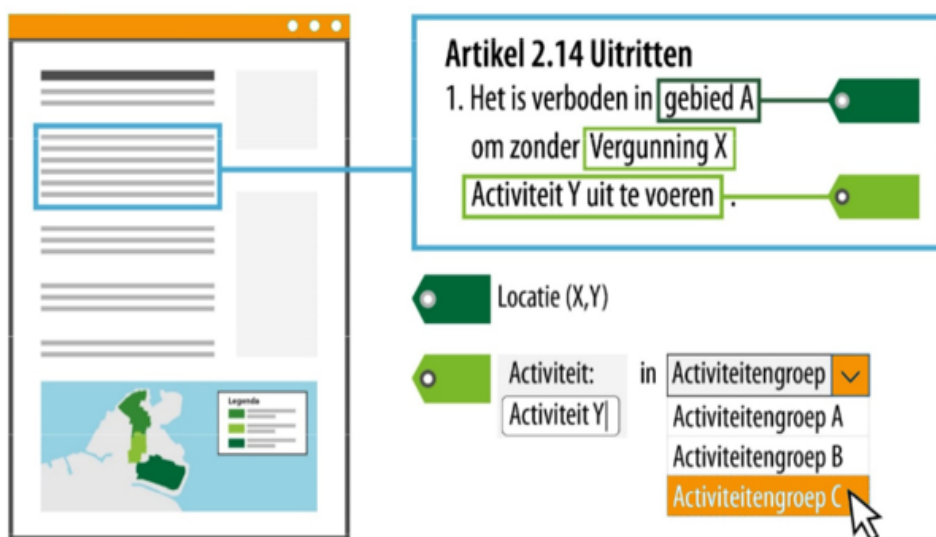 Artikel 2.14 Uitritten
1. Het is verboden in gebied A
om zonder Vergunning X
Activiteit Y uit te voeren .
Locatie (X,Y)
Activiteit: in Activiteitengroep
Activiteit Y
Activiteitengroep A
Activiteitengroep B
Activiteitengroep C
Legenda